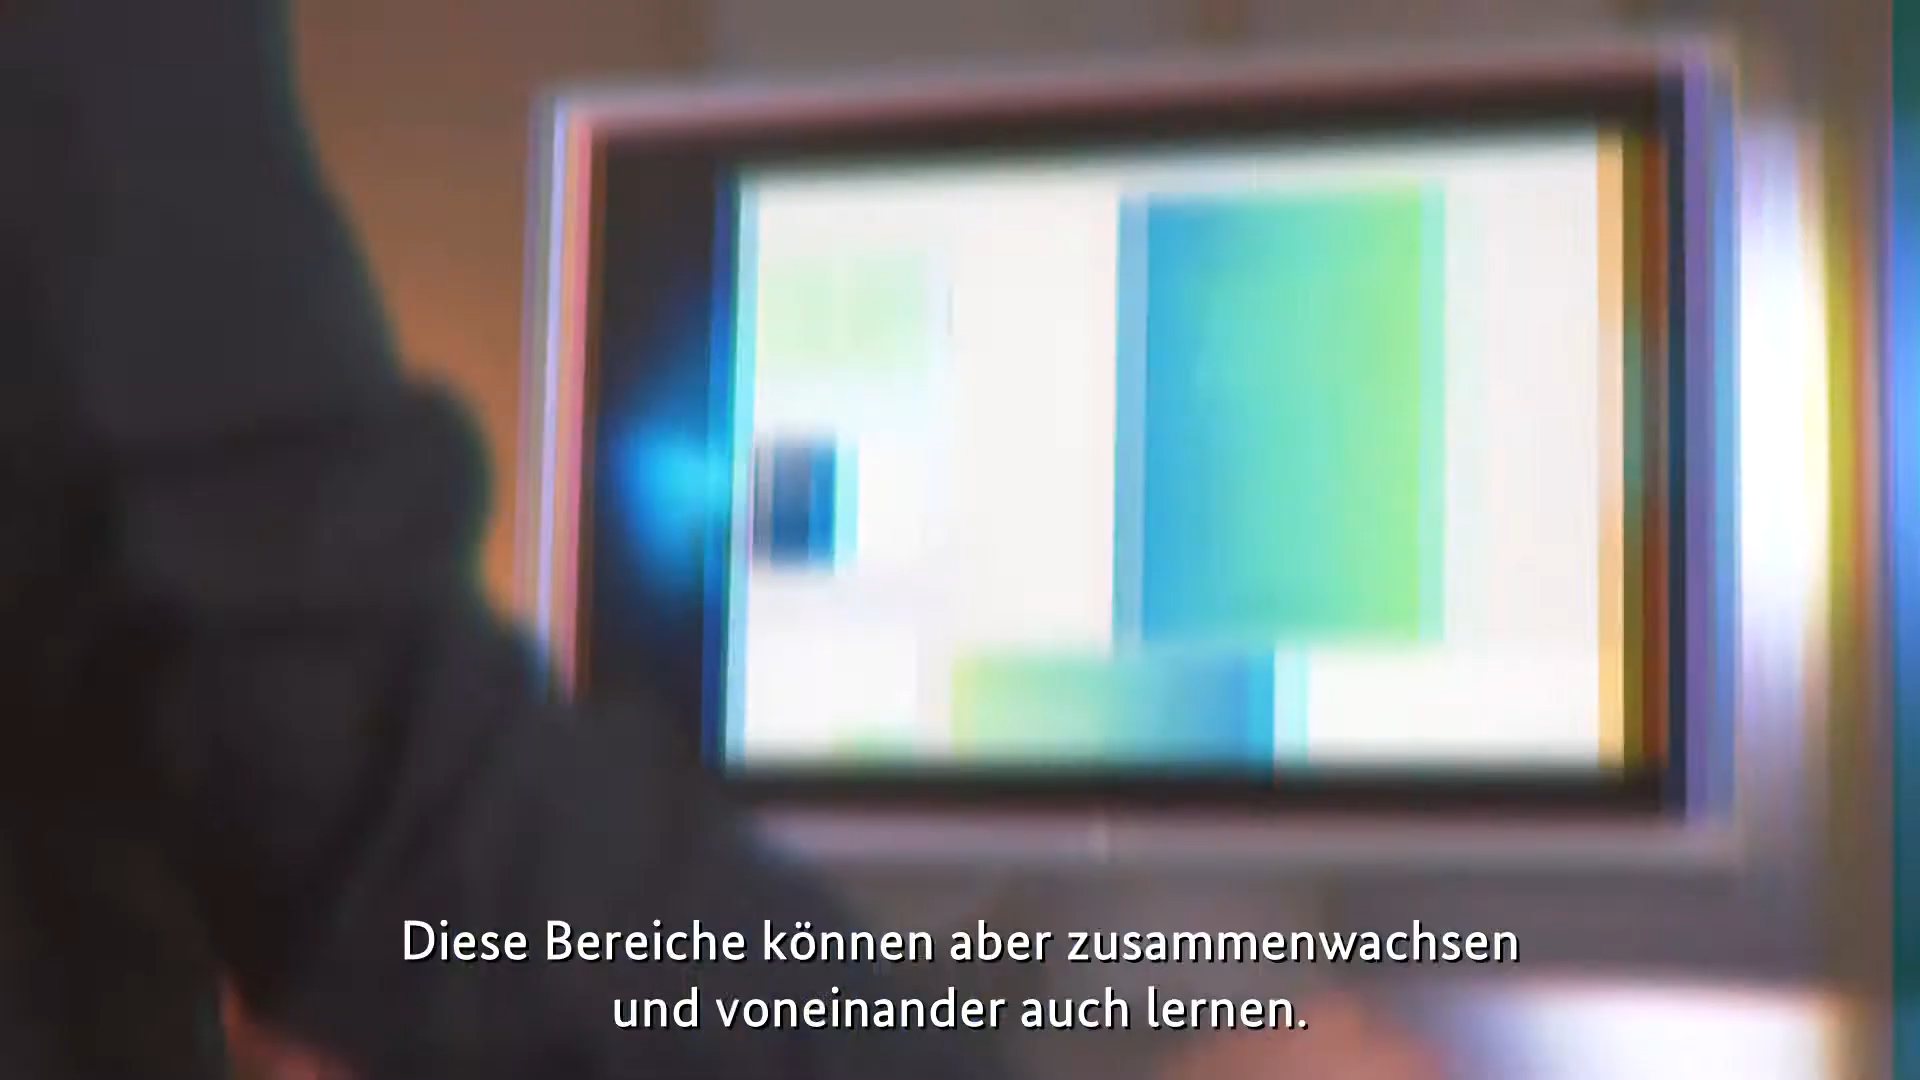 Diese Bereiche können aber zusammenwachsen
und voneinander auch lernen.